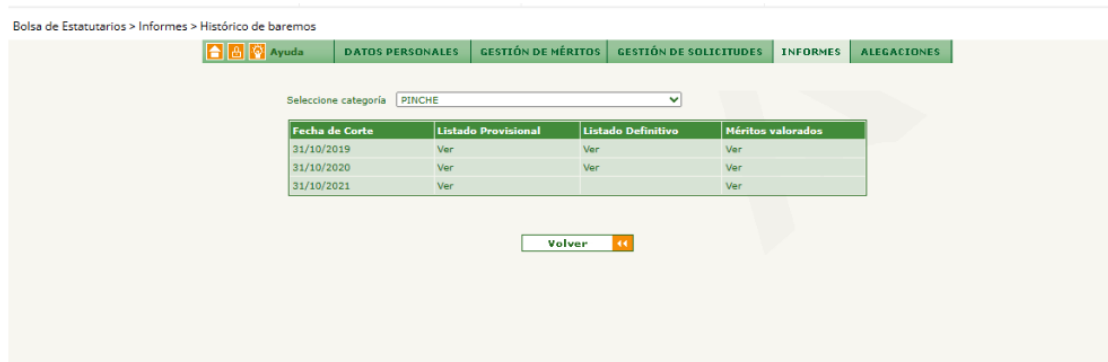 Bolsa de Estatutarios > Informes > Histórico de baremos
Ayuda DATOS PERSONALES GESTIÓN DE MÉRITOS GESTIÓN DE SOLICITUDES INFORMES ALEGACIONES
Seleccione categoría PINCHE
Fecha de Corte Listado Provisional Listado Definitivo Méritos valorados
31/10/2019 Ver Ver Ver
31/10/2020 Ver Ver Ver
31/10/2021 Ver Ver
Volver